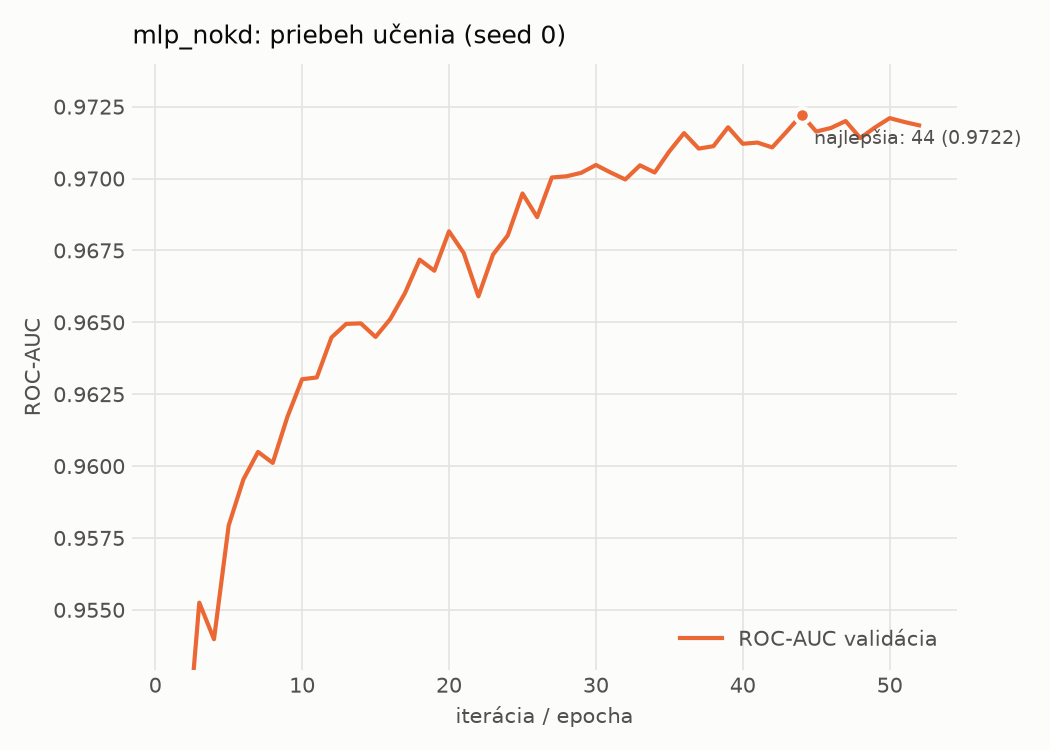 mlp_nokd: priebeh učenia (seed 0)
0.9725
najlepšia: 44 (0.9722)
0.9700
0.9675
0.9650
0.9625
0.9600
0.9575
0.9550
ROC-AUC
ROC-AUC validácia
0 10 20 30 40 50
iterácia / epocha